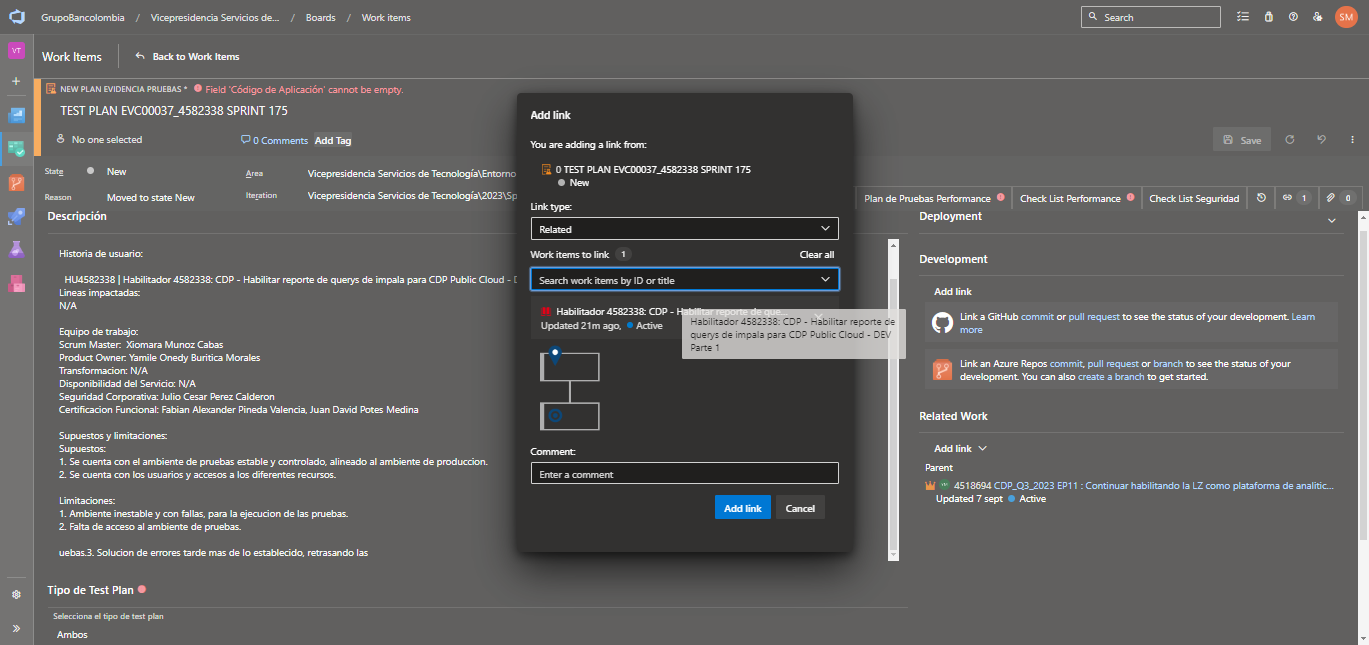 GrupoBancolombia / Vicepresidencia Servicios de... / Boards / Work items
Search
SM
VT
Work Items
Back to Work Items
NEW PLAN EVIDENCIA PRUEBAS * Field 'Código de Aplicación' cannot be empty.
TEST PLAN EVC00037_4582338 SPRINT 175
No one selected
0 Comments
Add Tag
Save
State
New
Area
Vicepresidencia Servicios de Tecnología\Entorno
Reason
Moved to state New
Iteration
Vicepresidencia Servicios de Tecnología\2023\Sp
Plan de Pruebas Performance
Check List Performance
Check List Seguridad
1
0
Descripción
Historia de usuario:
HU4582338 | Habilitador 4582338: CDP - Habilitar reporte de querys de impala para CDP Public Cloud - D
Lineas impactadas:
N/A
Equipo de trabajo:
Scrum Master: Xiomara Munoz Cabas
Product Owner: Yamile Onedy Buritica Morales
Transformacion: N/A
Disponibilidad del Servicio: N/A
Seguridad Corporativa: Julio Cesar Perez Calderon
Certificacion Funcional: Fabian Alexander Pineda Valencia, Juan David Potes Medina
Supuestos y limitaciones:
Supuestos:
1. Se cuenta con el ambiente de pruebas estable y controlado, alineado al ambiente de produccion.
2. Se cuenta con los usuarios y accesos a los diferentes recursos.
Limitaciones:
1. Ambiente inestable y con fallas, para la ejecucion de las pruebas.
2. Falta de acceso al ambiente de pruebas.
uebas.3. Solucion de errores tarde mas de lo establecido, retrasando las
Tipo de Test Plan
Selecciona el tipo de test plan
Ambos
Add link
You are adding a link from:
0 TEST PLAN EVC00037_4582338 SPRINT 175
New
Link type:
Related
Work items to link 1
Clear all
Search work items by ID or title
Habilitador 4582338: CDP - Habilitar reporte de que...
Updated 21m ago, Active
Habilitador 4582338: CDP - Habilitar reporte de
querys de impala para CDP Public Cloud - DEV
Parte 1
Comment:
Enter a comment
Add link
Cancel
Deployment
Development
Add link
Link a GitHub commit or pull request to see the status of your development. Learn
more
Link an Azure Repos commit, pull request or branch to see the status of your
development. You can also create a branch to get started.
Related Work
Add link
Parent
4518694 CDP_Q3_2023 EP11 : Continuar habilitando la LZ como plataforma de analitic...
Updated 7 sept Active